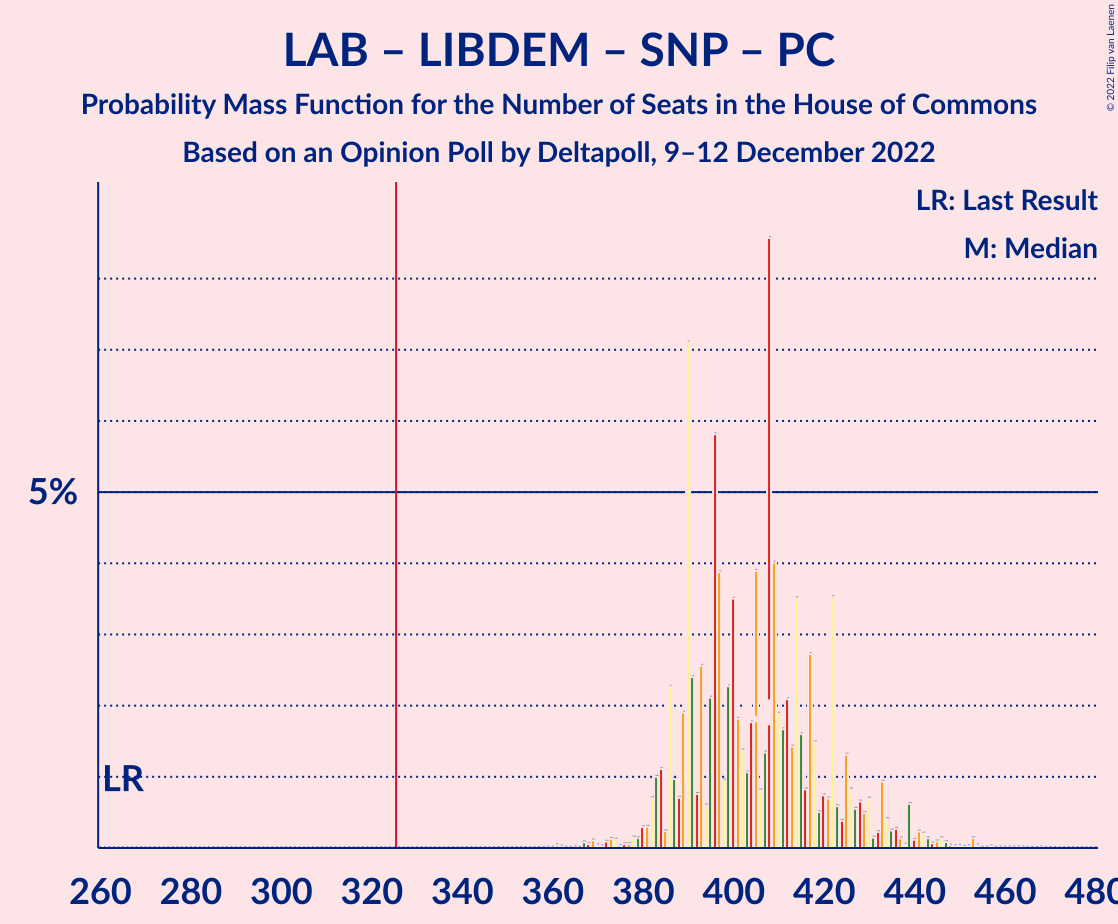 LAB – LIBDEM – SNP – PC
Probability Mass Function for the Number of Seats in the House of Commons
Based on an Opinion Poll by Deltapoll, 9–12 December 2022
© 2022 Filip van Laenen
LR: Last Result
M: Median
5%
LR
260 280 300 320 340 360 380 400 420 440 460 480